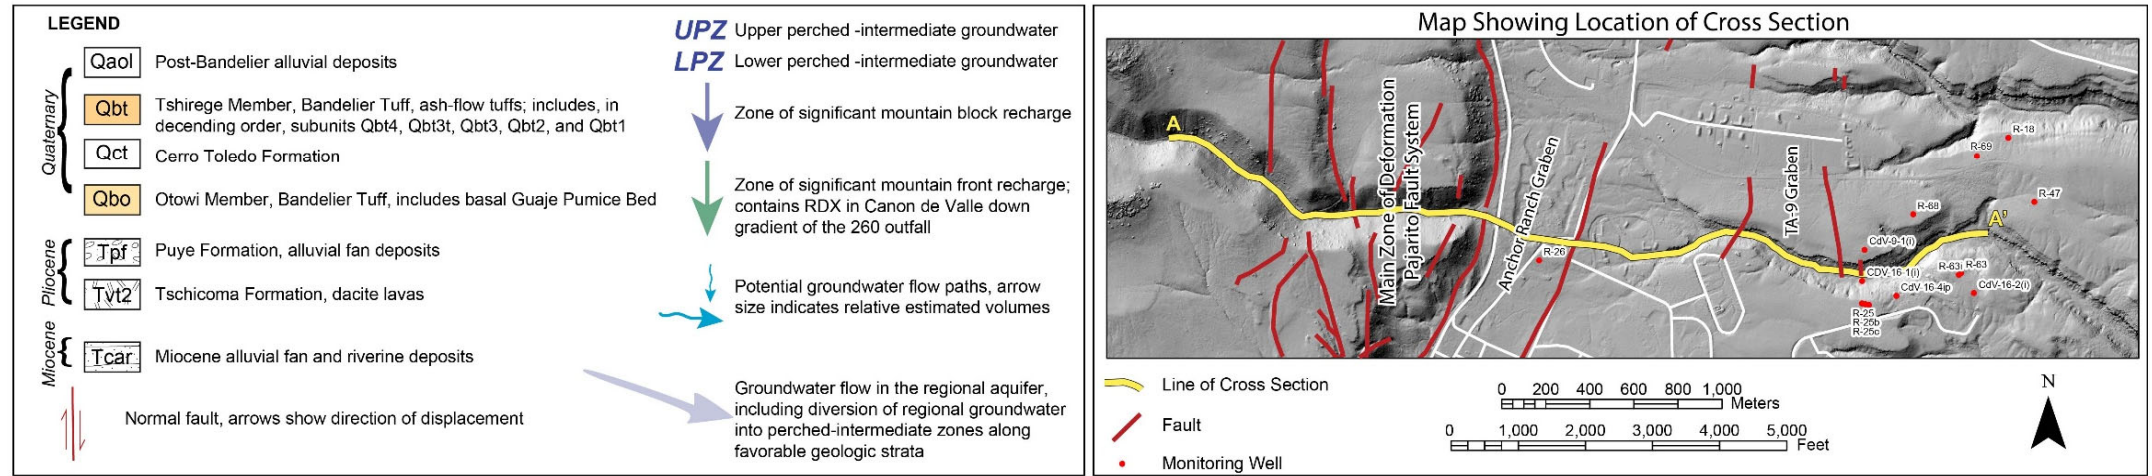 LEGEND
Quaternary
Qaol Post-Bandelier alluvial deposits
Qbt Tshirege Member, Bandelier Tuff, ash-flow tuffs; includes, in
decending order, subunits Qbt4, Qbt3t, Qbt3, Qbt2, and Qbt1
Qct Cerro Toledo Formation
Qbo Otowi Member, Bandelier Tuff, includes basal Guaje Pumice Bed
Pliocene
Tpf Puye Formation, alluvial fan deposits
Tvt2 Tschicoma Formation, dacite lavas
Miocene
Tcar Miocene alluvial fan and riverine deposits
Normal fault, arrows show direction of displacement
UPZ Upper perched -intermediate groundwater
LPZ Lower perched -intermediate groundwater
Zone of significant mountain block recharge
Zone of significant mountain front recharge;
contains RDX in Canon de Valle down
gradient of the 260 outfall
Potential groundwater flow paths, arrow
size indicates relative estimated volumes
Groundwater flow in the regional aquifer,
including diversion of regional groundwater
into perched-intermediate zones along
favorable geologic strata
Map Showing Location of Cross Section
A
Main Zone of Deformation
Pajarito Fault System
Anchor Ranch Graben
TA-9 Graben
R-18
R-69
R-47
R-68
A'
CdV-9-1(i)
R-26
CDV-16-1(i)
R-63i
R-63
CdV-16-4ip
CdV-16-2(i)
R-25
R-25b
R-25c
Line of Cross Section
Fault
Monitoring Well
0 200 400 600 800 1,000
Meters
0 1,000 2,000 3,000 4,000 5,000
Feet
N